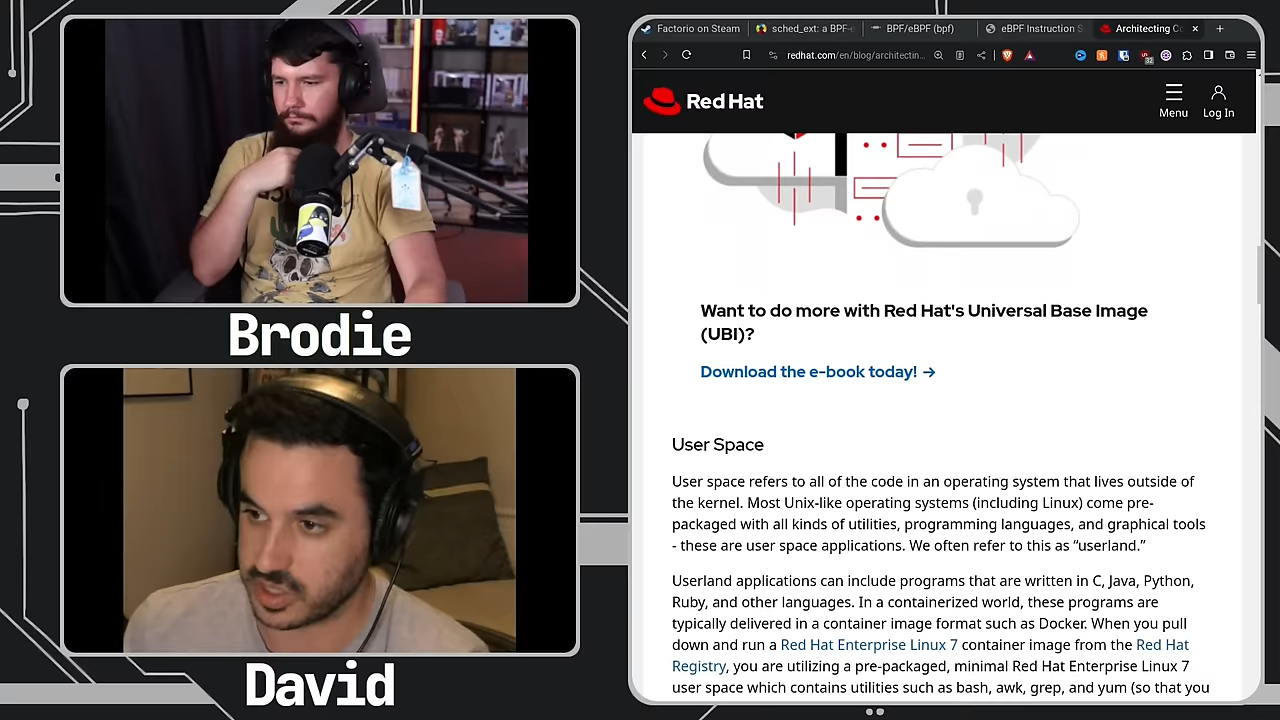 Brodie
David
Factorio on Steam
sched_ext: a BPF-
BPF/eBPF (bpf)
eBPF Instruction S
Architecting Co
redhat.com/en/blog/architectin...
32
Red Hat
Menu
Log In
Want to do more with Red Hat's Universal Base Image
(UBI)?
Download the e-book today! →
User Space
User space refers to all of the code in an operating system that lives outside of
the kernel. Most Unix-like operating systems (including Linux) come pre-
packaged with all kinds of utilities, programming languages, and graphical tools
- these are user space applications. We often refer to this as “userland.”
Userland applications can include programs that are written in C, Java, Python,
Ruby, and other languages. In a containerized world, these programs are
typically delivered in a container image format such as Docker. When you pull
down and run a Red Hat Enterprise Linux 7 container image from the Red Hat
Registry, you are utilizing a pre-packaged, minimal Red Hat Enterprise Linux 7
user space which contains utilities such as bash, awk, grep, and yum (so that you